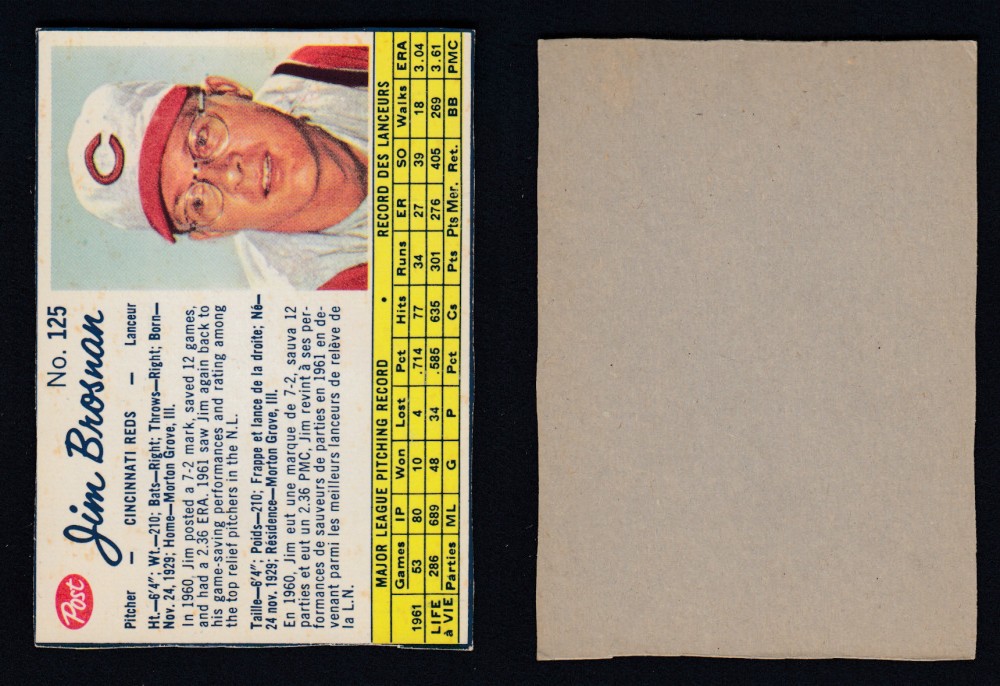 Post
No. 125
Jim Brosnan
Pitcher — CINCINNATI REDS — Lanceur
Ht.—6'4"; Wt.—210; Bats—Right; Throws—Right; Born—
Nov. 24, 1929; Home—Morton Grove, Ill.
In 1960, Jim posted a 7-2 mark, saved 12 games,
and had a 2.36 ERA. 1961 saw Jim again back to
his game-saving performances and rating among
the top relief pitchers in the N.L.
Taille—6'4"; Poids—210; Frappe et lance de la droite; Né—
24 nov. 1929; Résidence—Morton Grove, Ill.
En 1960, Jim eut une marque de 7-2, sauva 12
parties et eut un 2.36 PMC, Jim revint à ses per-
formances de sauveurs de parties en 1961 en de-
venant parmi les meilleurs lanceurs de relève de
la L.N.
C
MAJOR LEAGUE PITCHING RECORD • RECORD DES LANCEURS
Games IP Won Lost Pct Hits Runs ER SO Walks ERA
1961 53 80 10 4 .714 77 34 27 39 18 3.04
LIFE 286 689 48 34 .585 635 301 276 405 269 3.61
à VIE Parties ML G P Pct Cs Pts Pts Mer. Ret. BB PMC